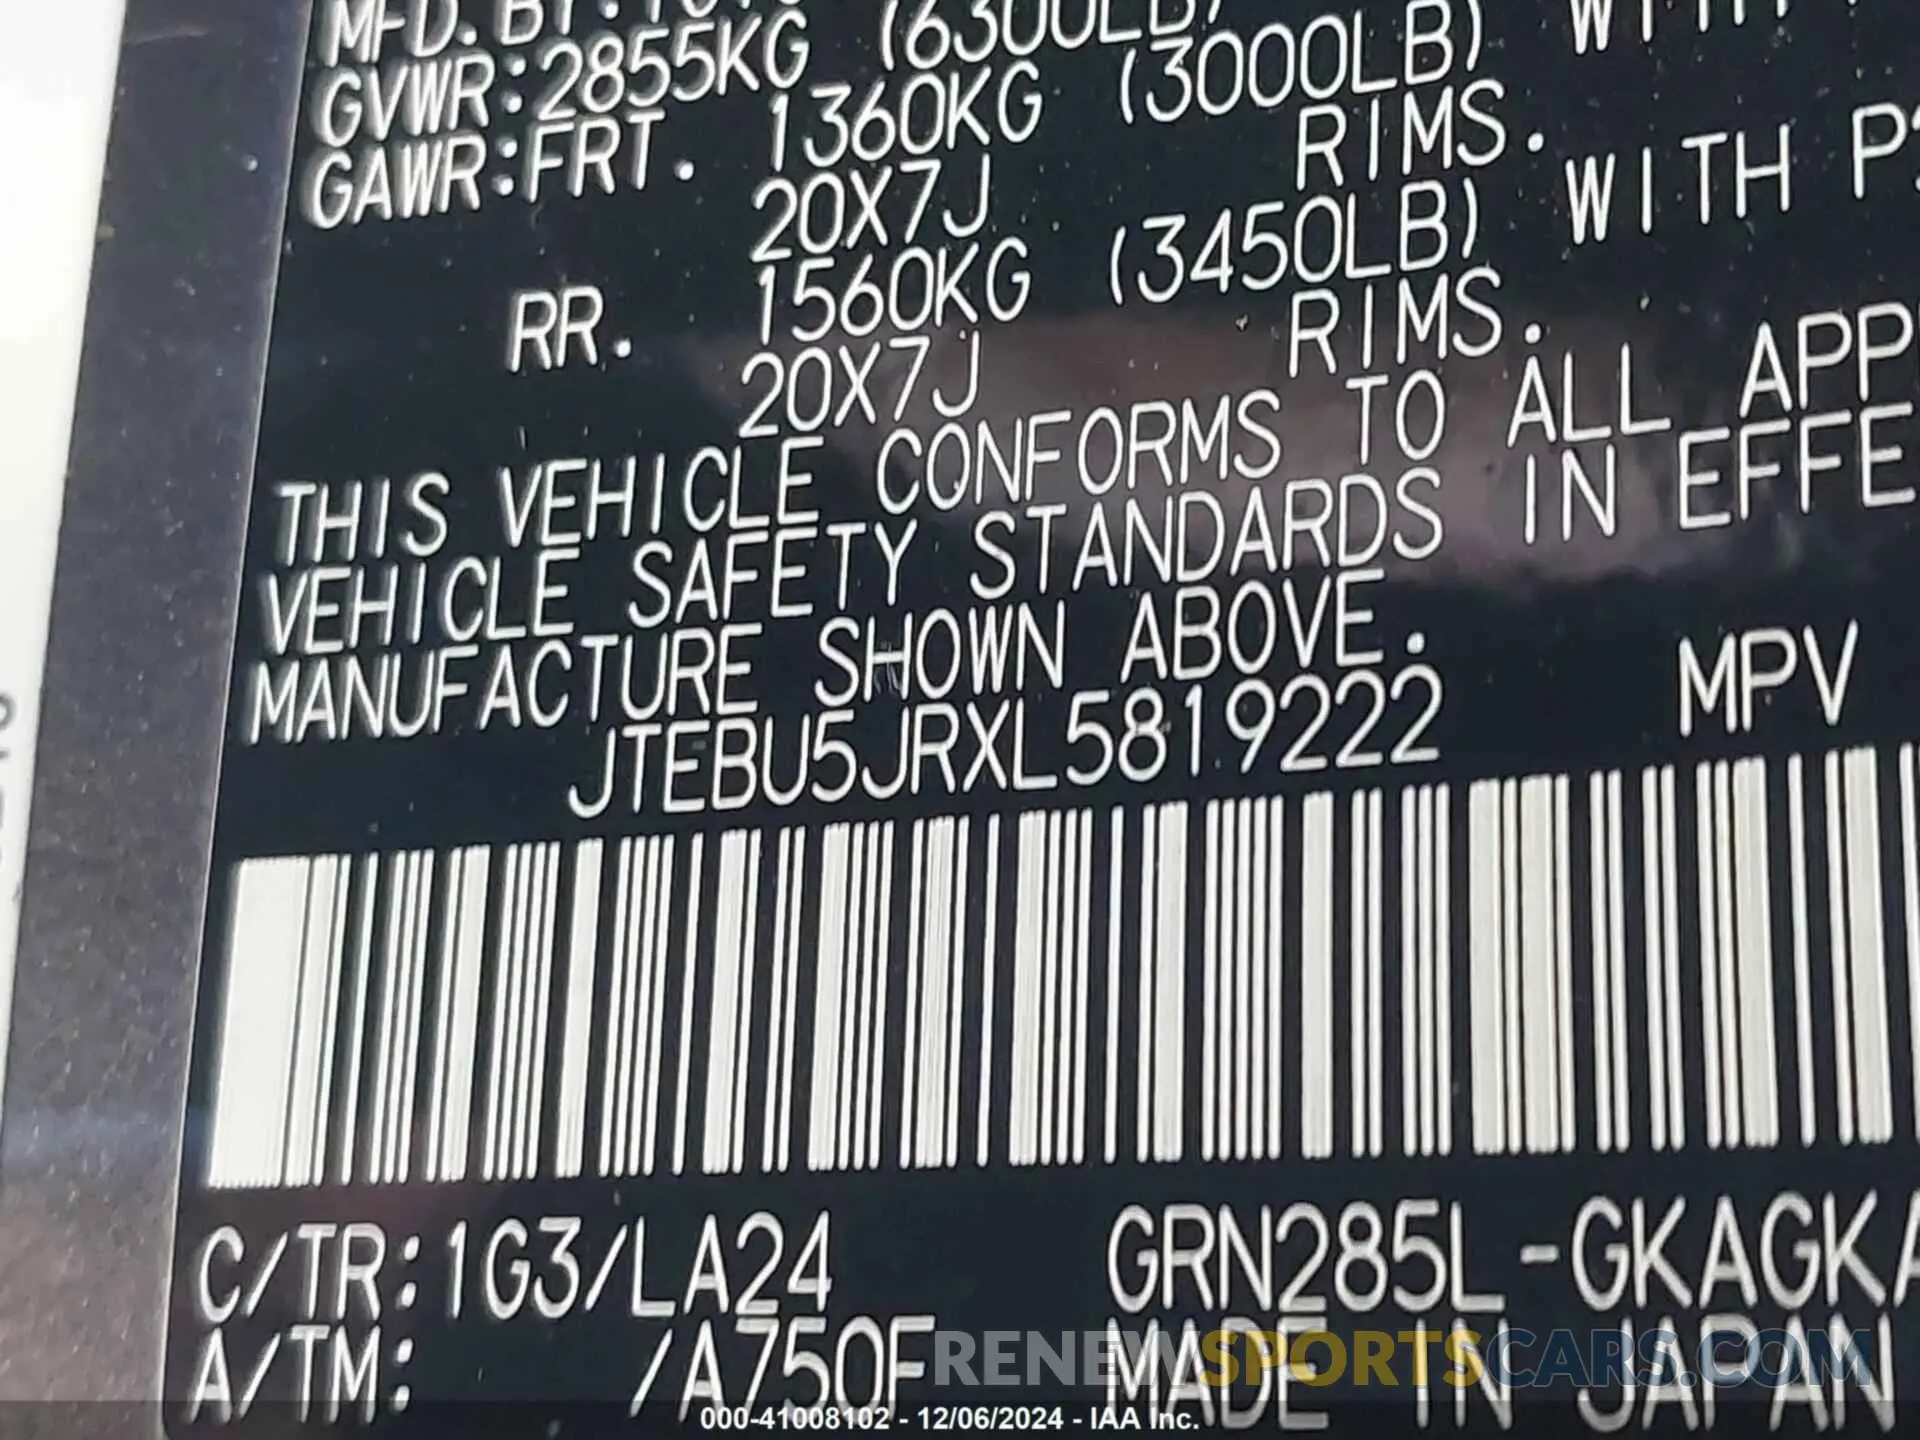 MFD.BY:
GVWR:2855KG (6300LB)
GAWR:FRT. 1360KG (3000LB) WITH
20X7J RIMS.
RR. 1560KG (3450LB) WITH
20X7J RIMS.
THIS VEHICLE CONFORMS TO ALL APP
VEHICLE SAFETY STANDARDS IN EFFE
MANUFACTURE SHOWN ABOVE.
JTEBU5JRXL5819222 MPV
C/TR:1G3/LA24 GRN285L-GKAGKA
A/TM: /A750F MADE IN JAPAN
RENEWSPORTSCARS.COM
000-41008102 - 12/06/2024 - IAA Inc.